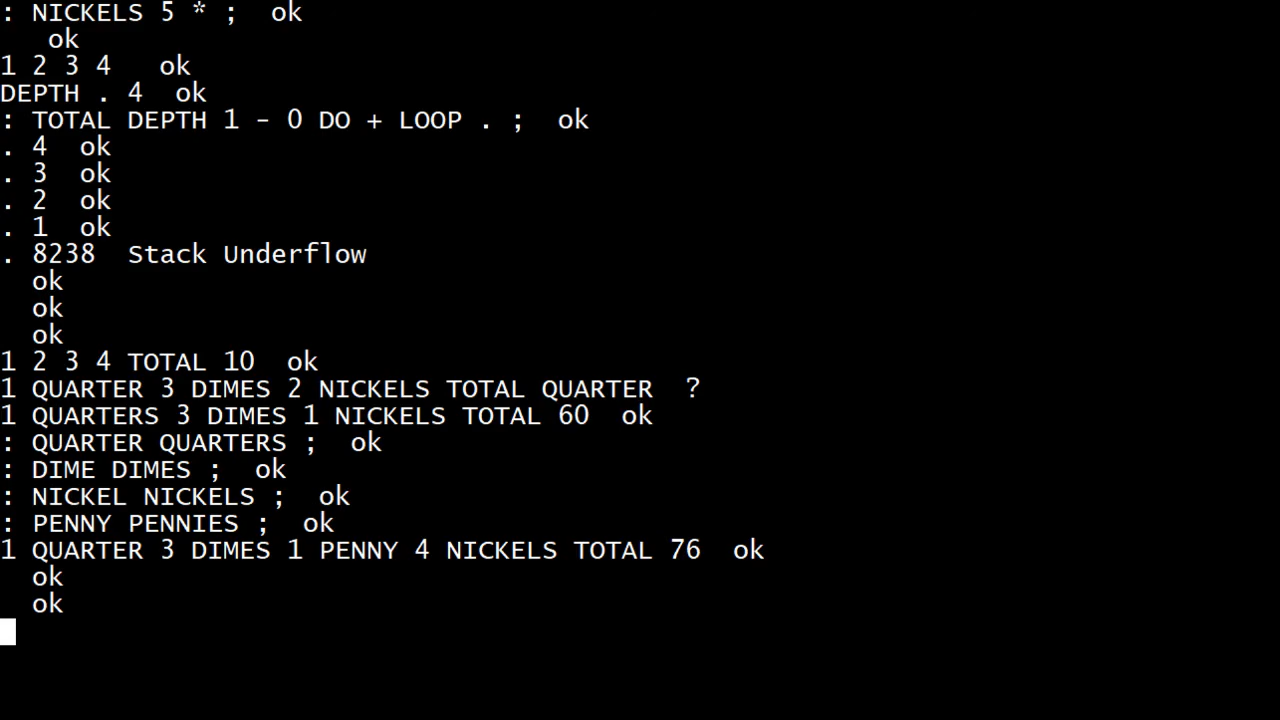 : NICKELS 5 * ;  ok
   ok
1 2 3 4   ok
DEPTH . 4  ok
: TOTAL DEPTH 1 - 0 DO + LOOP . ;  ok
. 4  ok
. 3  ok
. 2  ok
. 1  ok
. 8238  Stack Underflow
  ok
  ok
  ok
1 2 3 4 TOTAL 10  ok
1 QUARTER 3 DIMES 2 NICKELS TOTAL QUARTER  ?
1 QUARTERS 3 DIMES 1 NICKELS TOTAL 60  ok
: QUARTER QUARTERS ;  ok
: DIME DIMES ;  ok
: NICKEL NICKELS ;  ok
: PENNY PENNIES ;  ok
1 QUARTER 3 DIMES 1 PENNY 4 NICKELS TOTAL 76  ok
  ok
  ok